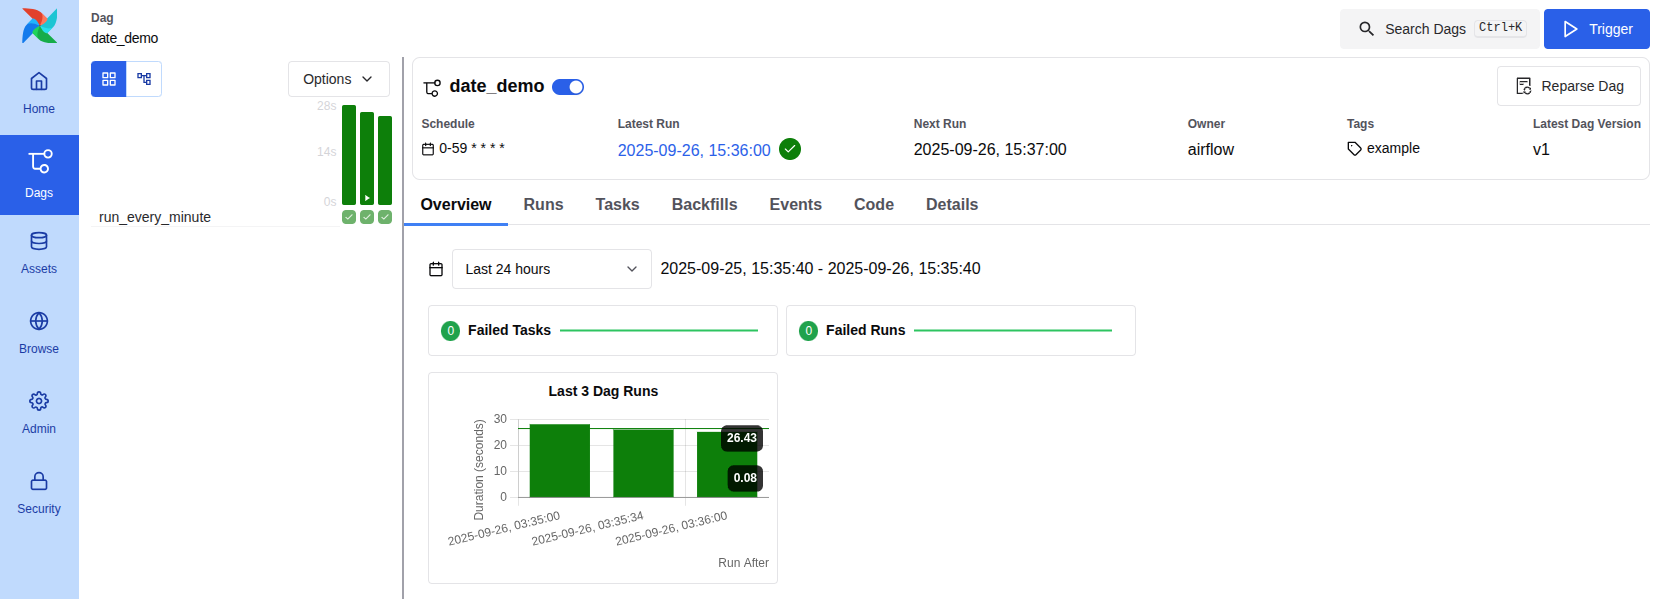 Dag
date_demo
Search Dags Ctrl+K
Trigger
Home
Dags
Assets
Browse
Admin
Security
Options
28s
14s
0s
run_every_minute
date_demo
Reparse Dag
Schedule
0-59 * * * *
Latest Run
2025-09-26, 15:36:00
Next Run
2025-09-26, 15:37:00
Owner
airflow
Tags
example
Latest Dag Version
v1
Overview Runs Tasks Backfills Events Code Details
Last 24 hours
2025-09-25, 15:35:40 - 2025-09-26, 15:35:40
0 Failed Tasks
0 Failed Runs
Last 3 Dag Runs
Duration (seconds)
30
20
10
0
26.43
0.08
2025-09-26, 03:35:00
2025-09-26, 03:35:34
2025-09-26, 03:36:00
Run After